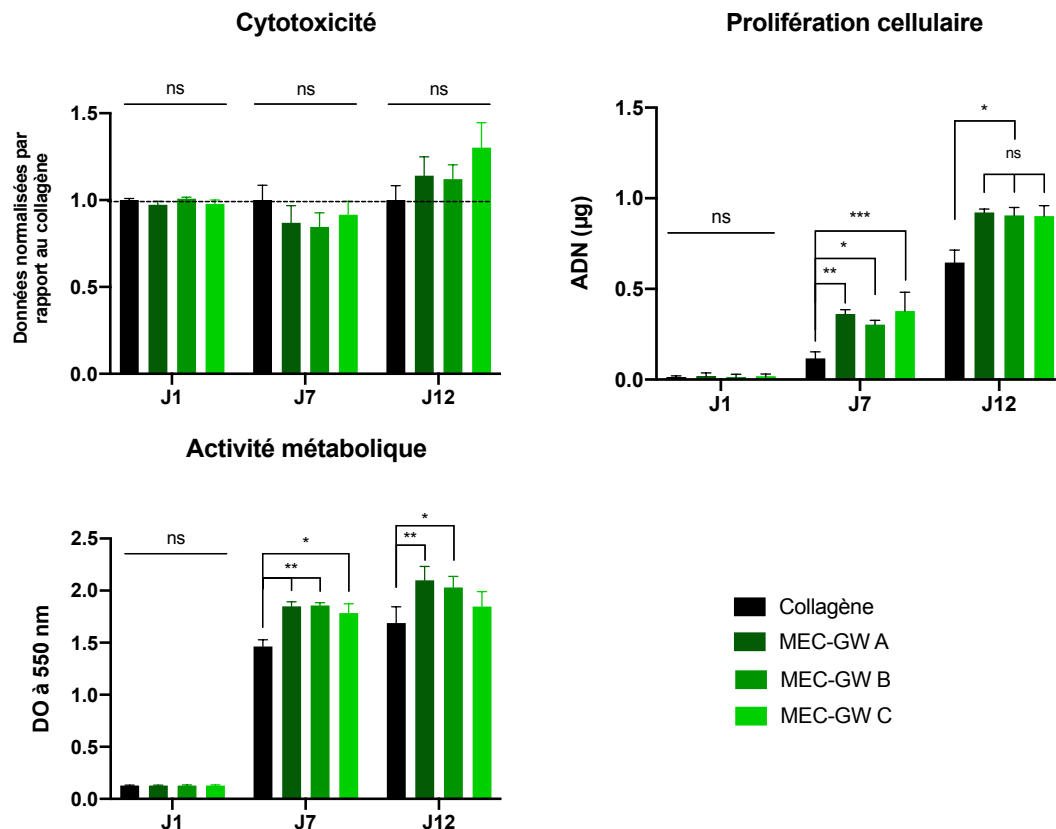 Cytotoxicité
ns
ns
ns
Données normalisées par
rapport au collagène
1.5
1.0
0.5
0.0
J1
J7
J12
Prolifération cellulaire
ADN (µg)
1.5
1.0
0.5
0.0
ns
***
*
**
*
ns
J1
J7
J12
Activité métabolique
DO à 550 nm
2.5
2.0
1.5
1.0
0.5
0.0
ns
*
**
*
**
J1
J7
J12
Collagène
MEC-GW A
MEC-GW B
MEC-GW C